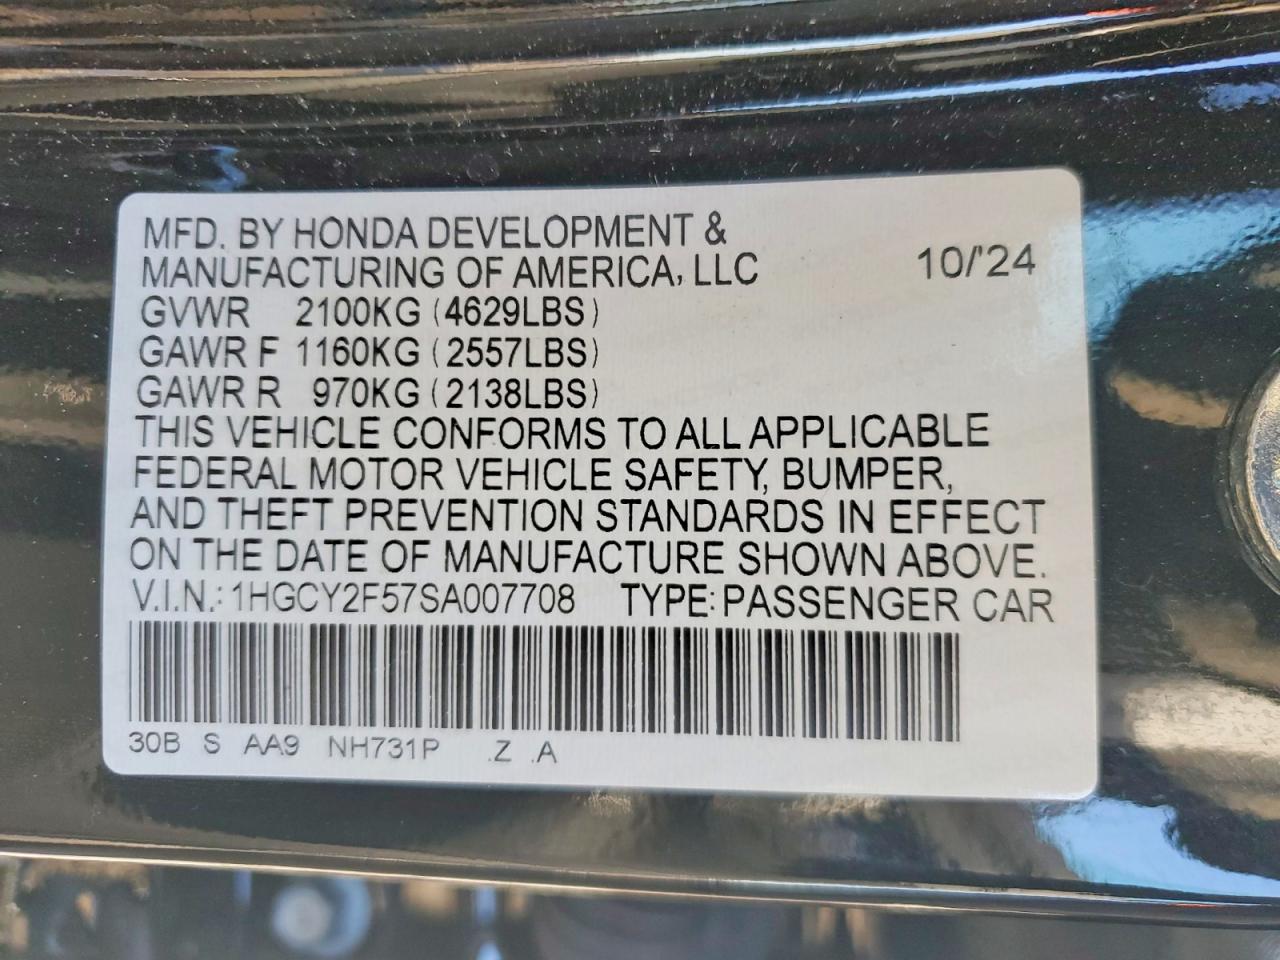 MFD. BY HONDA DEVELOPMENT &
MANUFACTURING OF AMERICA, LLC 10/'24
GVWR 2100KG (4629LBS)
GAWR F 1160KG (2557LBS)
GAWR R 970KG (2138LBS)
THIS VEHICLE CONFORMS TO ALL APPLICABLE
FEDERAL MOTOR VEHICLE SAFETY, BUMPER,
AND THEFT PREVENTION STANDARDS IN EFFECT
ON THE DATE OF MANUFACTURE SHOWN ABOVE.
V.I.N.: 1HGCY2F57SA007708 TYPE: PASSENGER CAR
30B S AA9 NH731P .Z .A